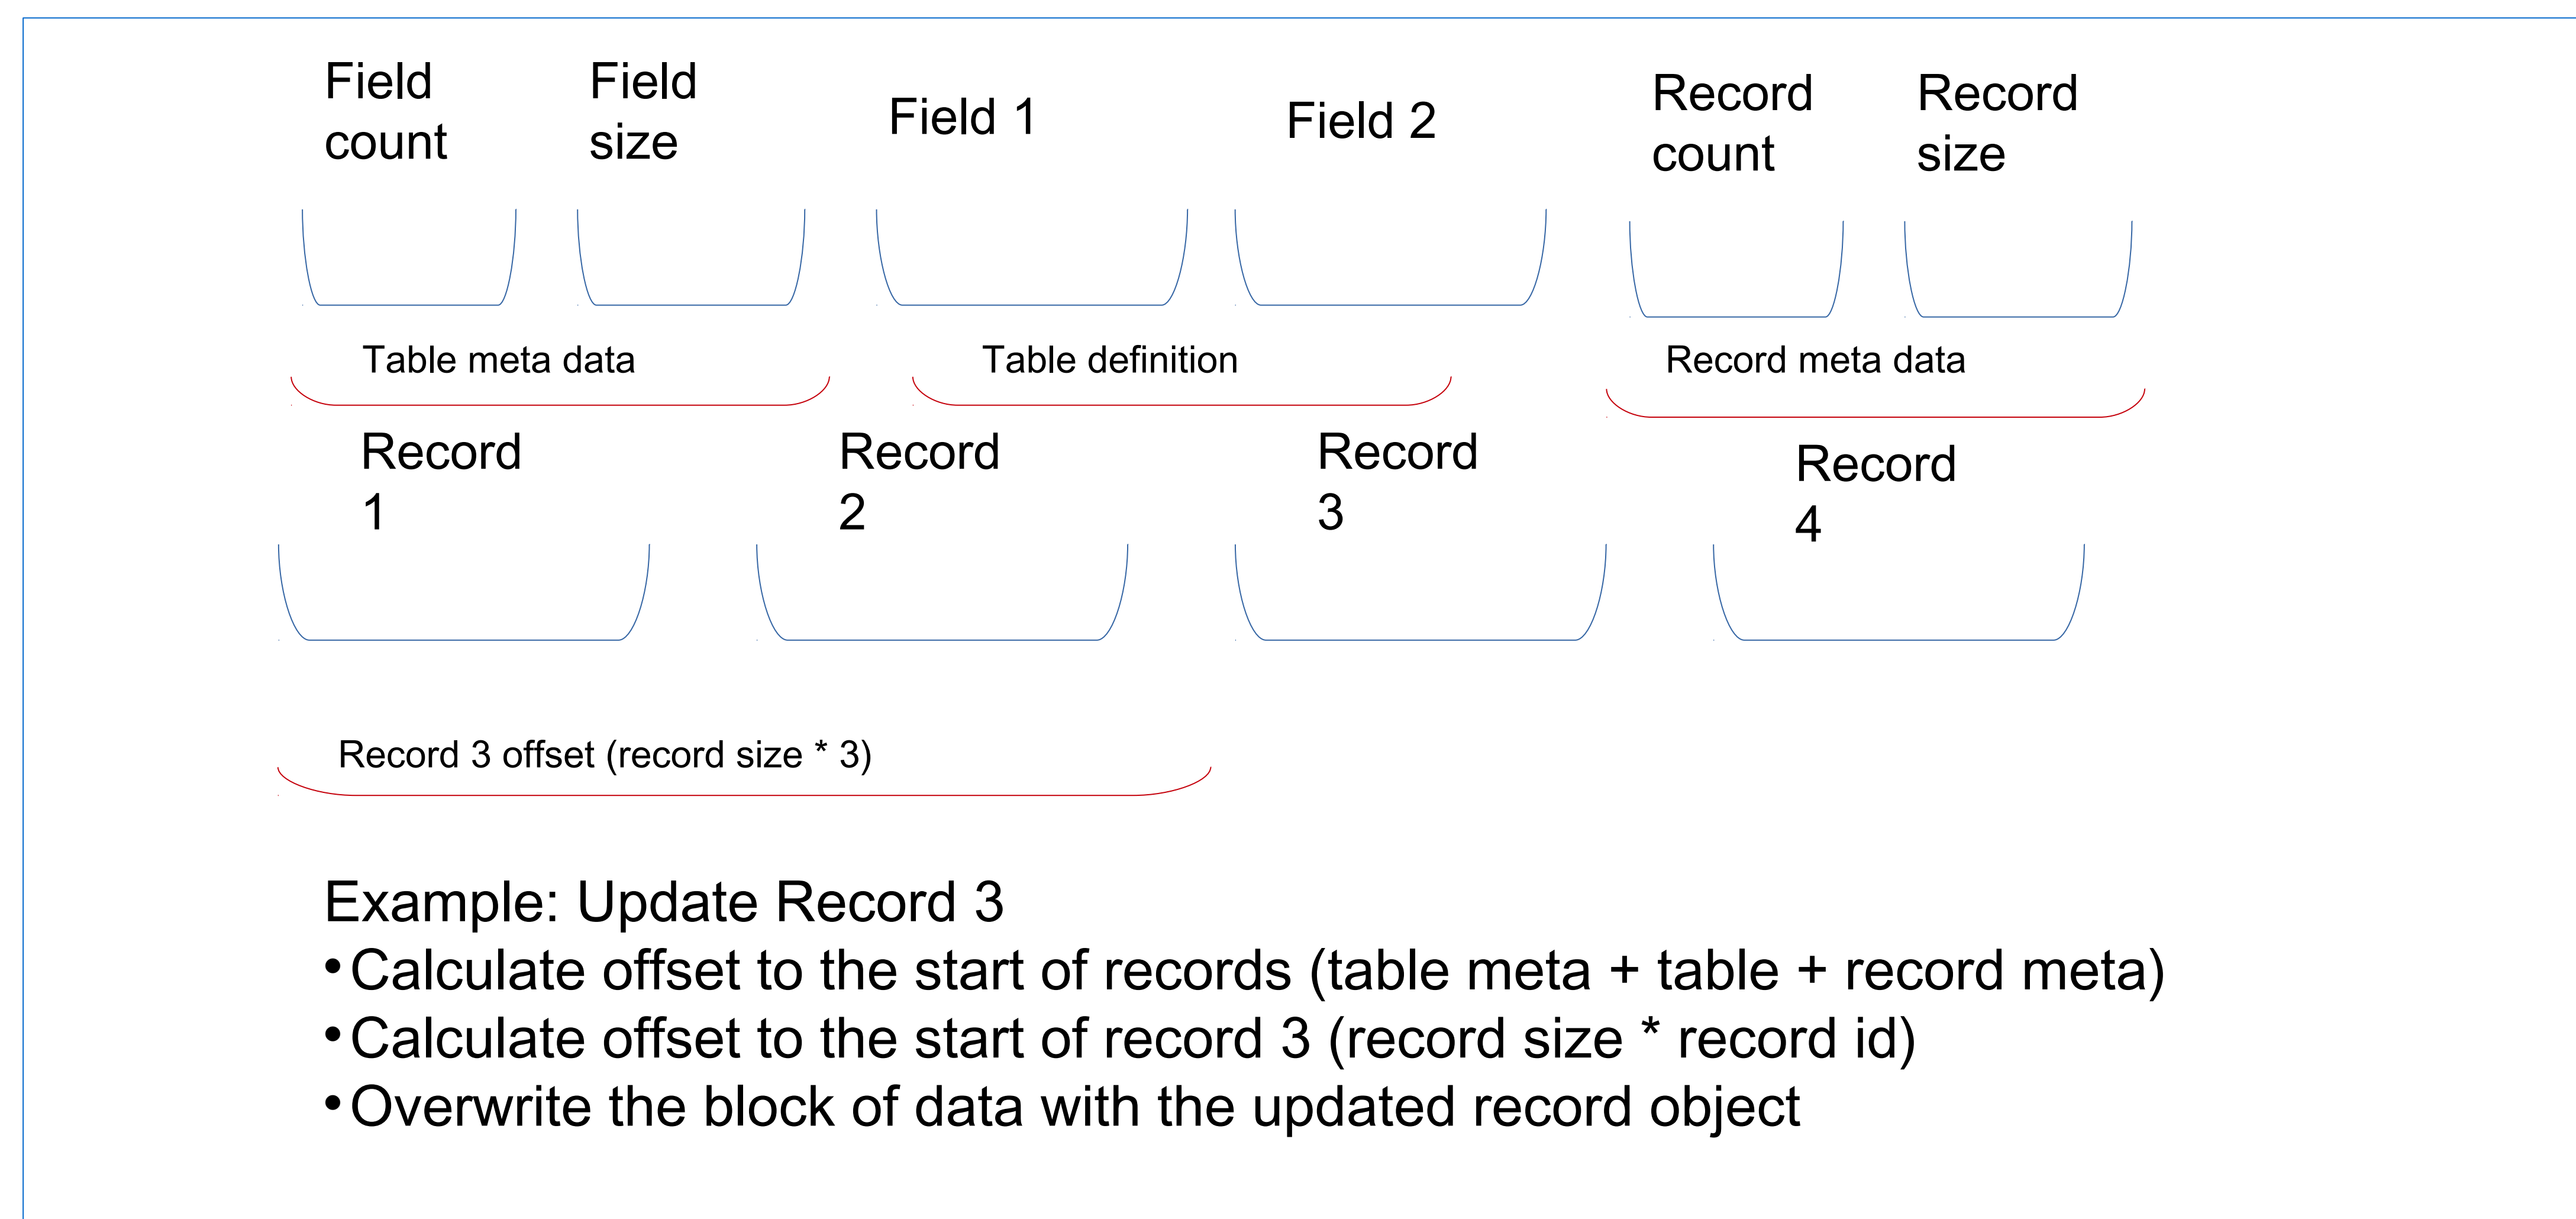 Field
count
Field
size
Field 1
Field 2
Record
count
Record
size
Table meta data
Table definition
Record meta data
Record
1
Record
2
Record
3
Record
4
Record 3 offset (record size * 3)
Example: Update Record 3
•Calculate offset to the start of records (table meta + table + record meta)
•Calculate offset to the start of record 3 (record size * record id)
•Overwrite the block of data with the updated record object